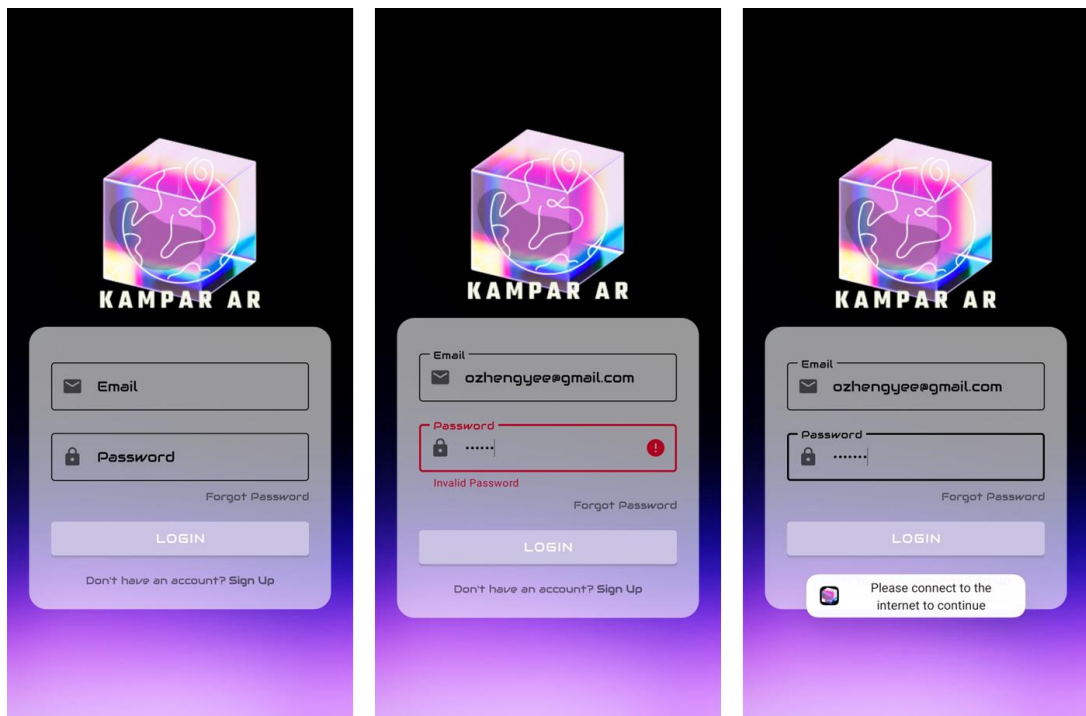 KAMPAR AR
Email
Password
Forgot Password
LOGIN
Don't have an account? Sign Up
KAMPAR AR
Email
ozhengyee@gmail.com
Password
······
Invalid Password
Forgot Password
LOGIN
Don't have an account? Sign Up
KAMPAR AR
Email
ozhengyee@gmail.com
Password
·······
Forgot Password
LOGIN
Please connect to the
internet to continue